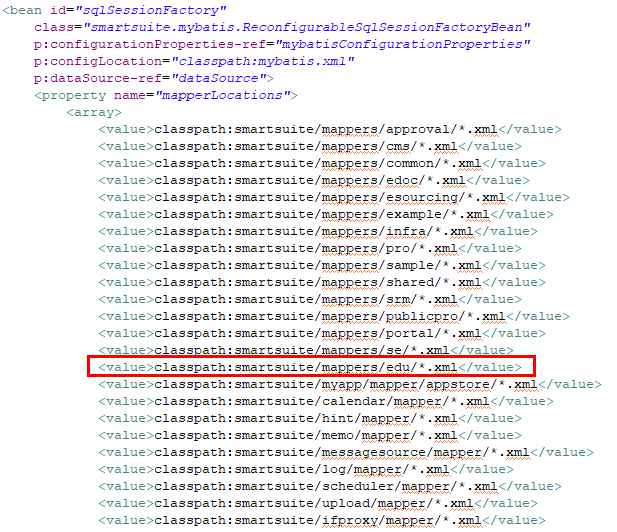 <bean id="sqlSessionFactory"
class="smartsuite.mybatis.ReconfigurableSqlSessionFactoryBean"
p:configurationProperties-ref="mybatisConfigurationProperties"
p:configLocation="classpath:mybatis.xml"
p:dataSource-ref="dataSource">
<property name="mapperLocations">
<array>
<value>classpath:smartsuite/mappers/approval/*.xml</value>
<value>classpath:smartsuite/mappers/cms/*.xml</value>
<value>classpath:smartsuite/mappers/common/*.xml</value>
<value>classpath:smartsuite/mappers/edoc/*.xml</value>
<value>classpath:smartsuite/mappers/esourcing/*.xml</value>
<value>classpath:smartsuite/mappers/example/*.xml</value>
<value>classpath:smartsuite/mappers/infra/*.xml</value>
<value>classpath:smartsuite/mappers/pro/*.xml</value>
<value>classpath:smartsuite/mappers/sample/*.xml</value>
<value>classpath:smartsuite/mappers/shared/*.xml</value>
<value>classpath:smartsuite/mappers/srm/*.xml</value>
<value>classpath:smartsuite/mappers/publicpro/*.xml</value>
<value>classpath:smartsuite/mappers/portal/*.xml</value>
<value>classpath:smartsuite/mappers/se/*.xml</value>
<value>classpath:smartsuite/mappers/edu/*.xml</value>
<value>classpath:smartsuite/myapp/mapper/appstore/*.xml</value>
<value>classpath:smartsuite/calendar/mapper/*.xml</value>
<value>classpath:smartsuite/hint/mapper/*.xml</value>
<value>classpath:smartsuite/memo/mapper/*.xml</value>
<value>classpath:smartsuite/messagesource/mapper/*.xml</value>
<value>classpath:smartsuite/log/mapper/*.xml</value>
<value>classpath:smartsuite/scheduler/mapper/*.xml</value>
<value>classpath:smartsuite/upload/mapper/*.xml</value>
<value>classpath:smartsuite/ifproxy/mapper/*.xml</value>